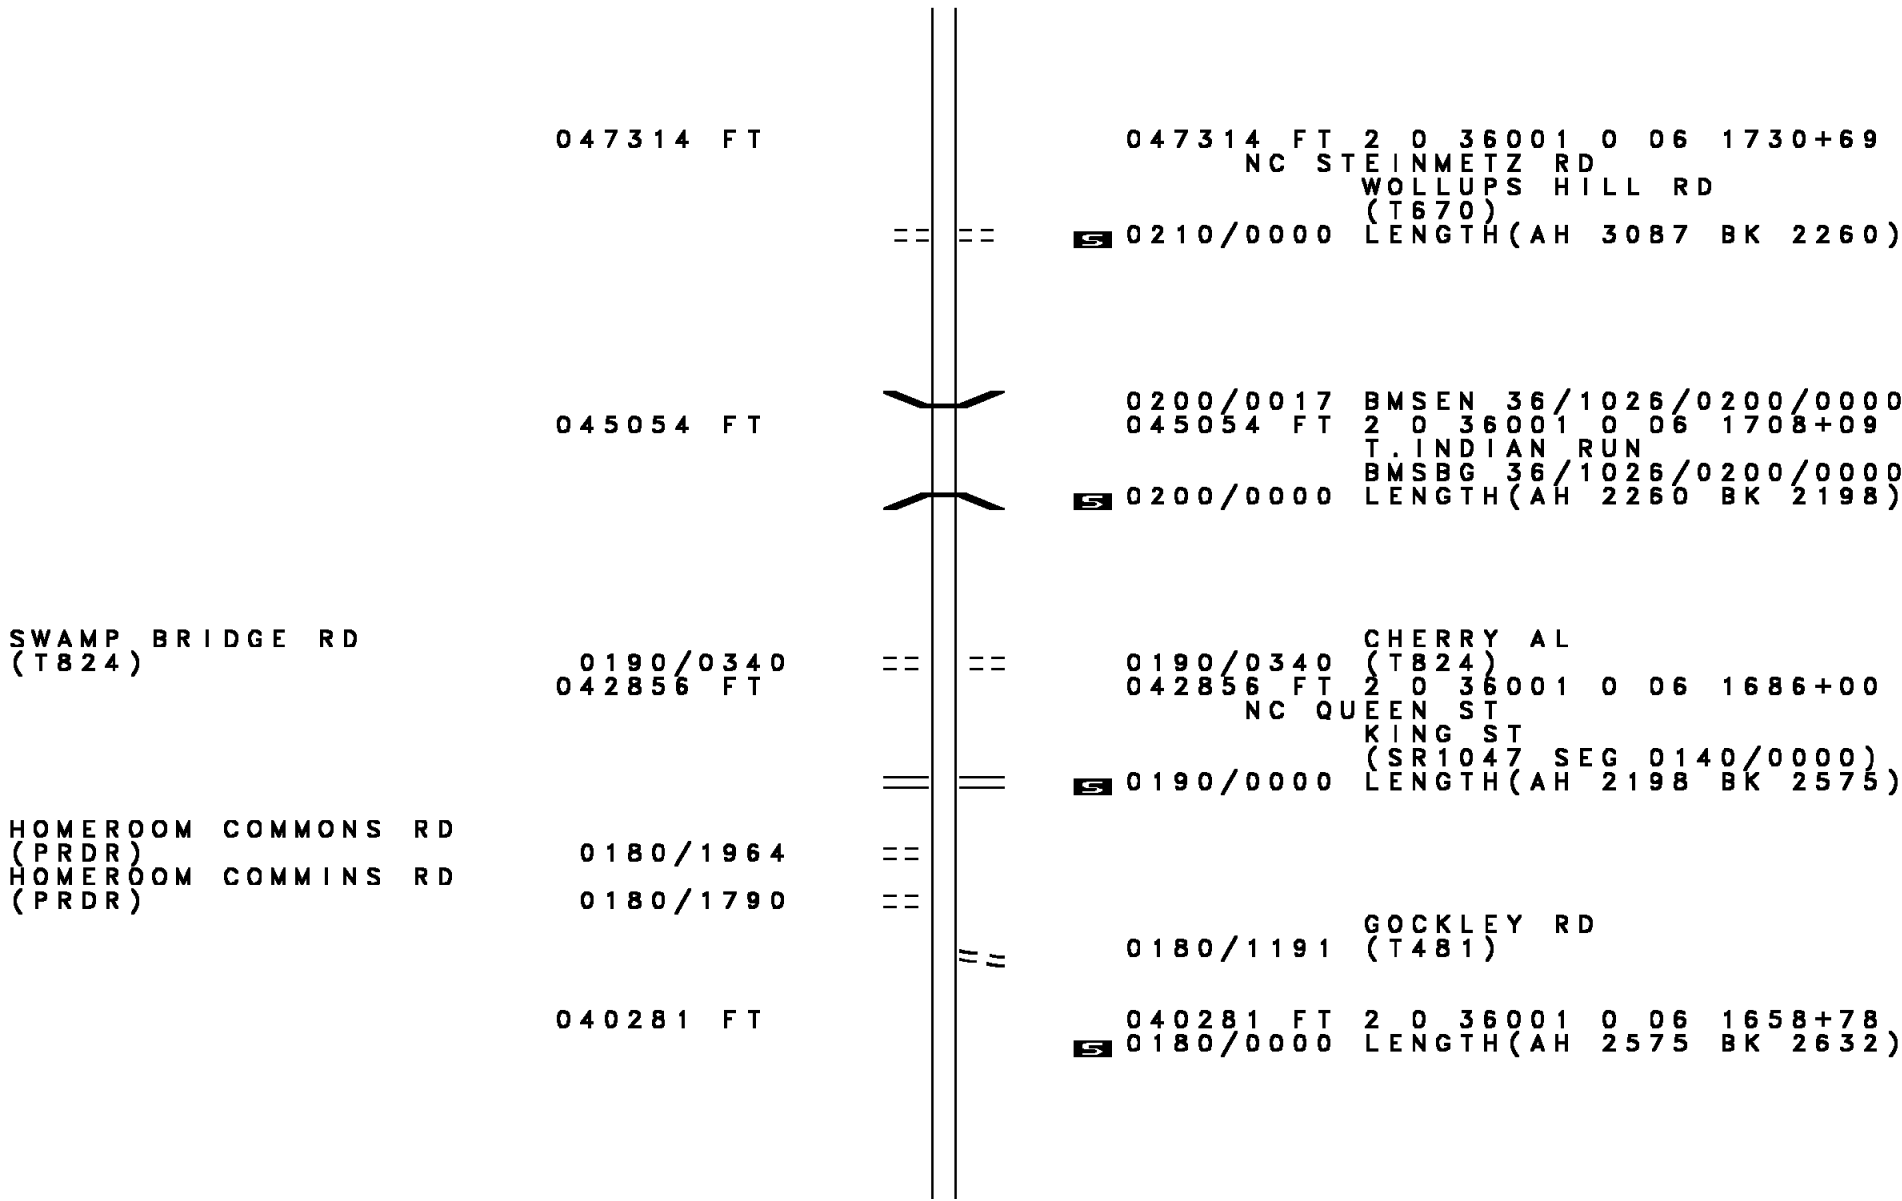 047314 FT 047314 FT 2 0 36001 0 06 1730+69
NC STEINMETZ RD
WOLLUPS HILL RD
(T670)
S 0210/0000 LENGTH(AH 3087 BK 2260)
0200/0017 BMSEN 36/1026/0200/0000
045054 FT 045054 FT 2 0 36001 0 06 1708+09
T.INDIAN RUN
BMSBG 36/1026/0200/0000
S 0200/0000 LENGTH(AH 2260 BK 2198)
SWAMP BRIDGE RD CHERRY AL
(T824) 0190/0340 0190/0340 (T824)
042856 FT 042856 FT 2 0 36001 0 06 1686+00
NC QUEEN ST
KING ST
(SR1047 SEG 0140/0000)
S 0190/0000 LENGTH(AH 2198 BK 2575)
HOMEROOM COMMONS RD
(PRDR) 0180/1964
HOMEROOM COMMINS RD
(PRDR) 0180/1790
GOCKLEY RD
0180/1191 (T481)
040281 FT 040281 FT 2 0 36001 0 06 1658+78
S 0180/0000 LENGTH(AH 2575 BK 2632)